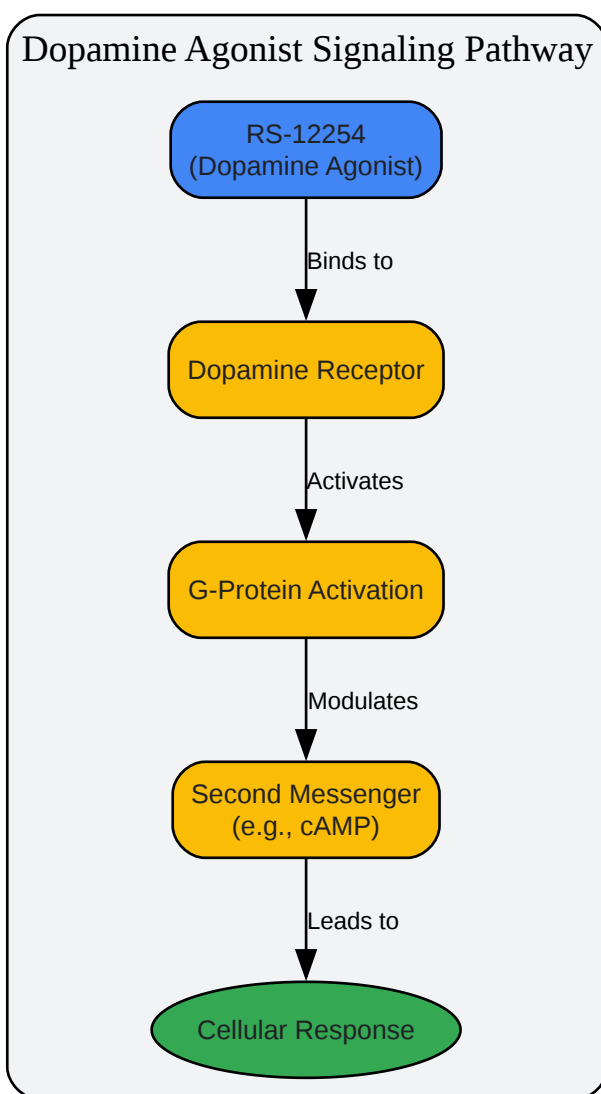 Dopamine Agonist Signaling Pathway
RS-12254
(Dopamine Agonist)
Binds to
Dopamine Receptor
Activates
G-Protein Activation
Modulates
Second Messenger
(e.g., cAMP)
Leads to
Cellular Response